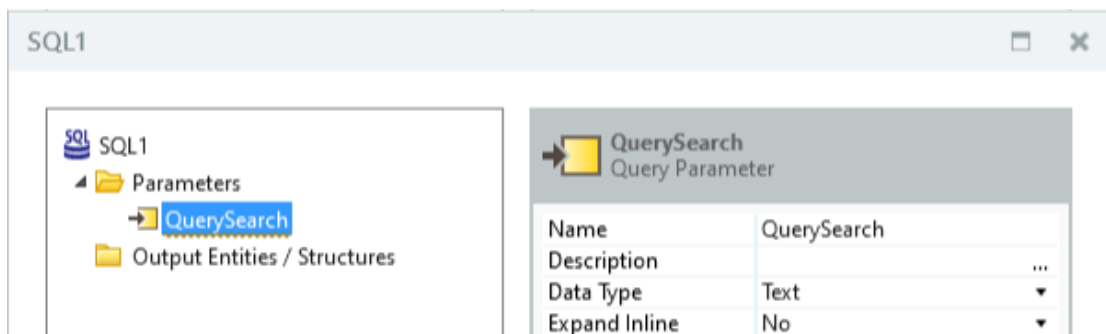 SQL1
SQL SQL1
Parameters
QuerySearch
Output Entities / Structures
QuerySearch
Query Parameter
Name QuerySearch
Description ...
Data Type Text
Expand Inline No